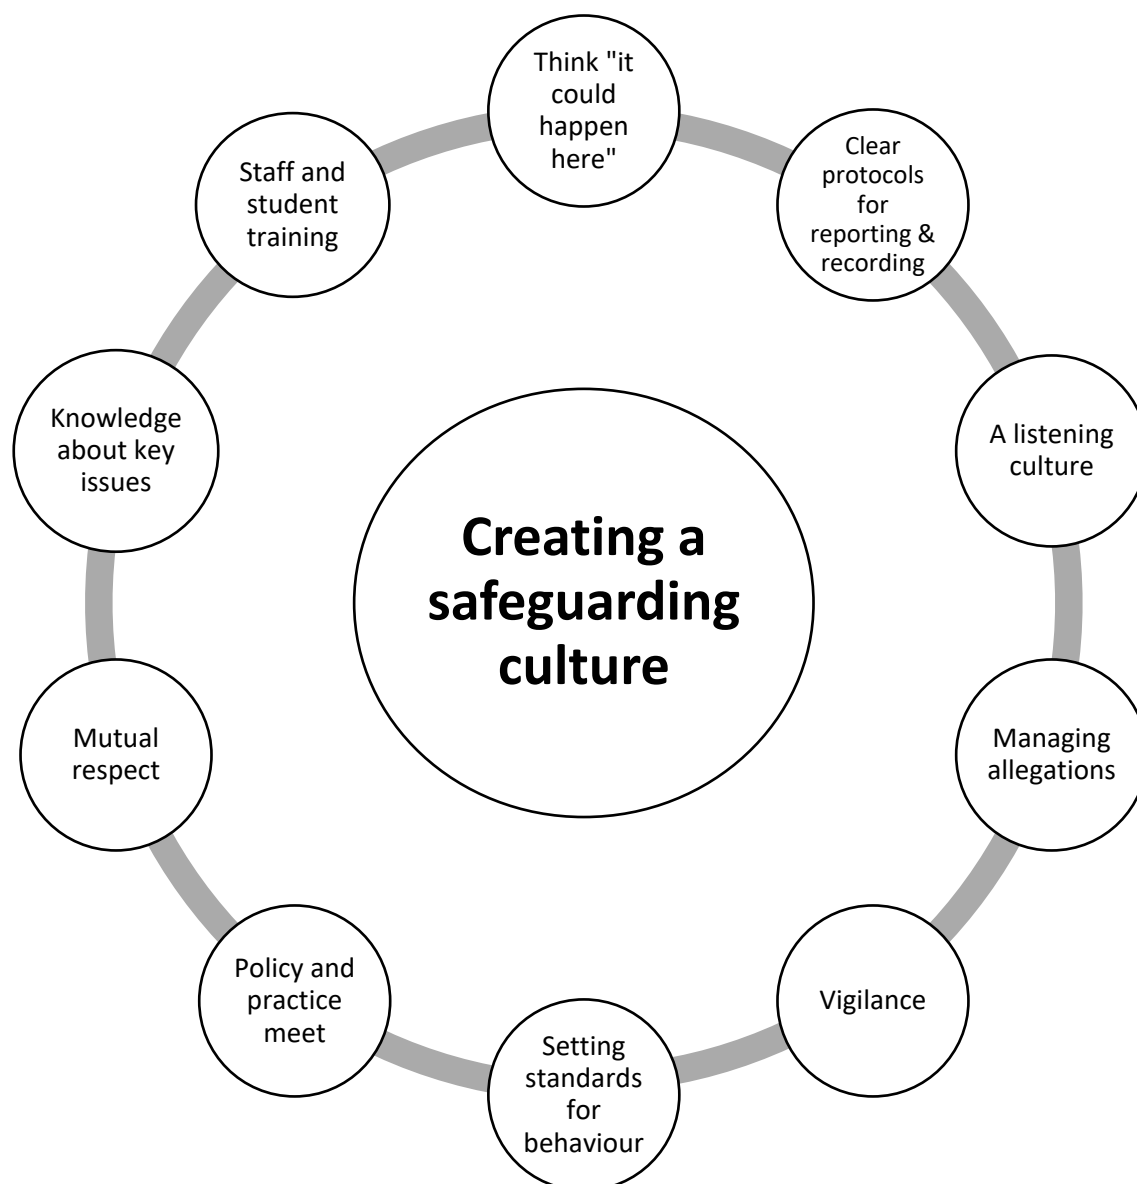 Think "it
could
happen
here"
Clear
protocols
for
reporting &
recording
A listening
culture
Managing
allegations
Vigilance
Setting
standards
for
behaviour
Policy and
practice
meet
Mutual
respect
Knowledge
about key
issues
Staff and
student
training
Creating a
safeguarding
culture